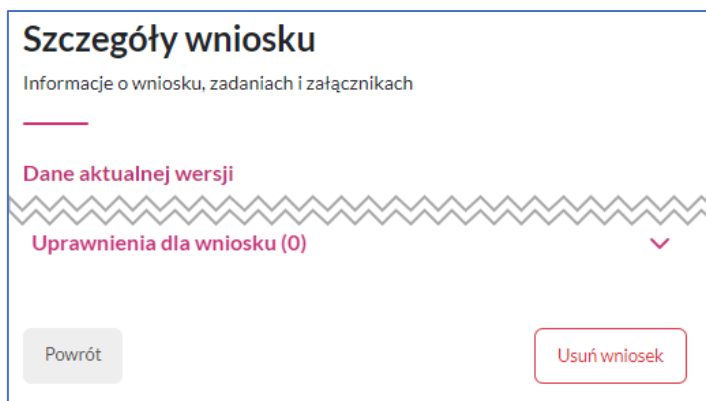 Szczegóły wniosku
Informacje o wniosku, zadaniach i załącznikach
Dane aktualnej wersji
Uprawnienia dla wniosku (0)
Powrót
Usuń wniosek